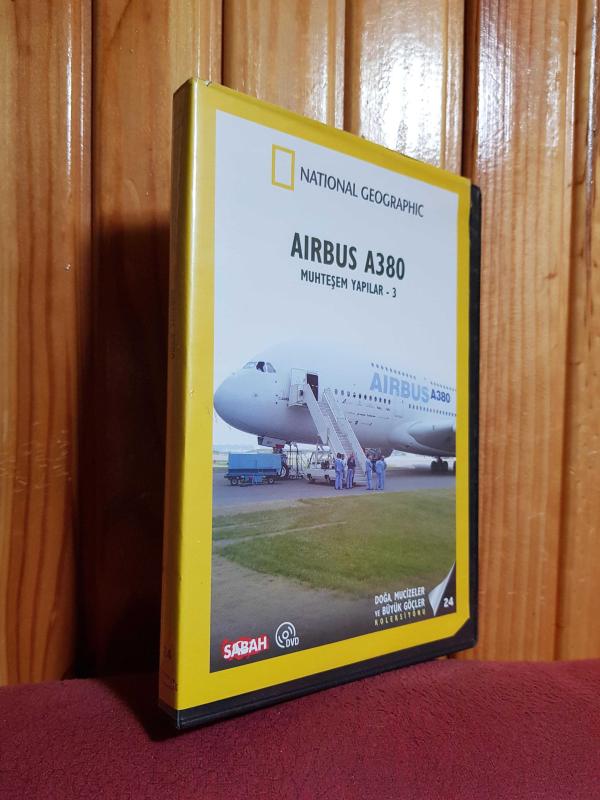 NATIONAL GEOGRAPHIC
AIRBUS A380
MUHTEŞEM YAPILAR - 3
AIRBUS A380
DOĞA MUCİZELER
VE BÜYÜK GÖÇLER
KOLEKSİYONU
24
SABAH
DVD